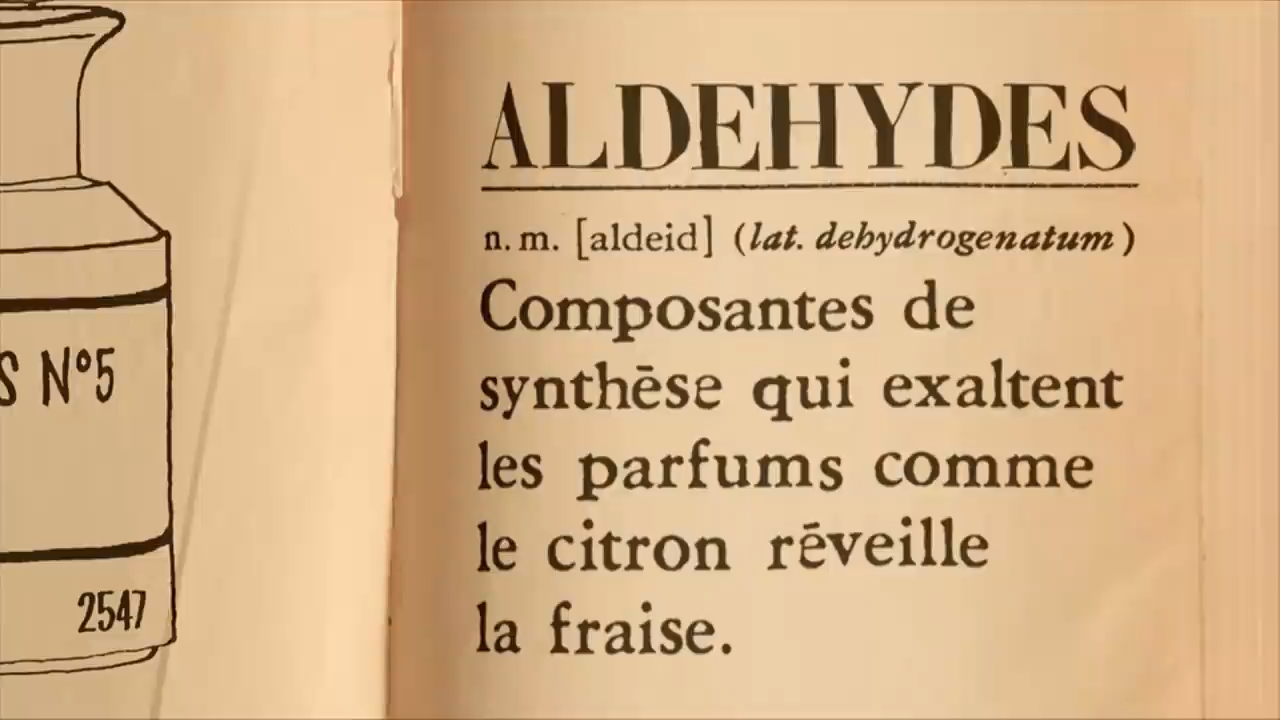 S N°5
2547
ALDEHYDES
n. m. [aldeid] (lat. dehydrogenatum)
Composantes de
synthēse qui exaltent
les parfums comme
le citron rēveille
la fraise.